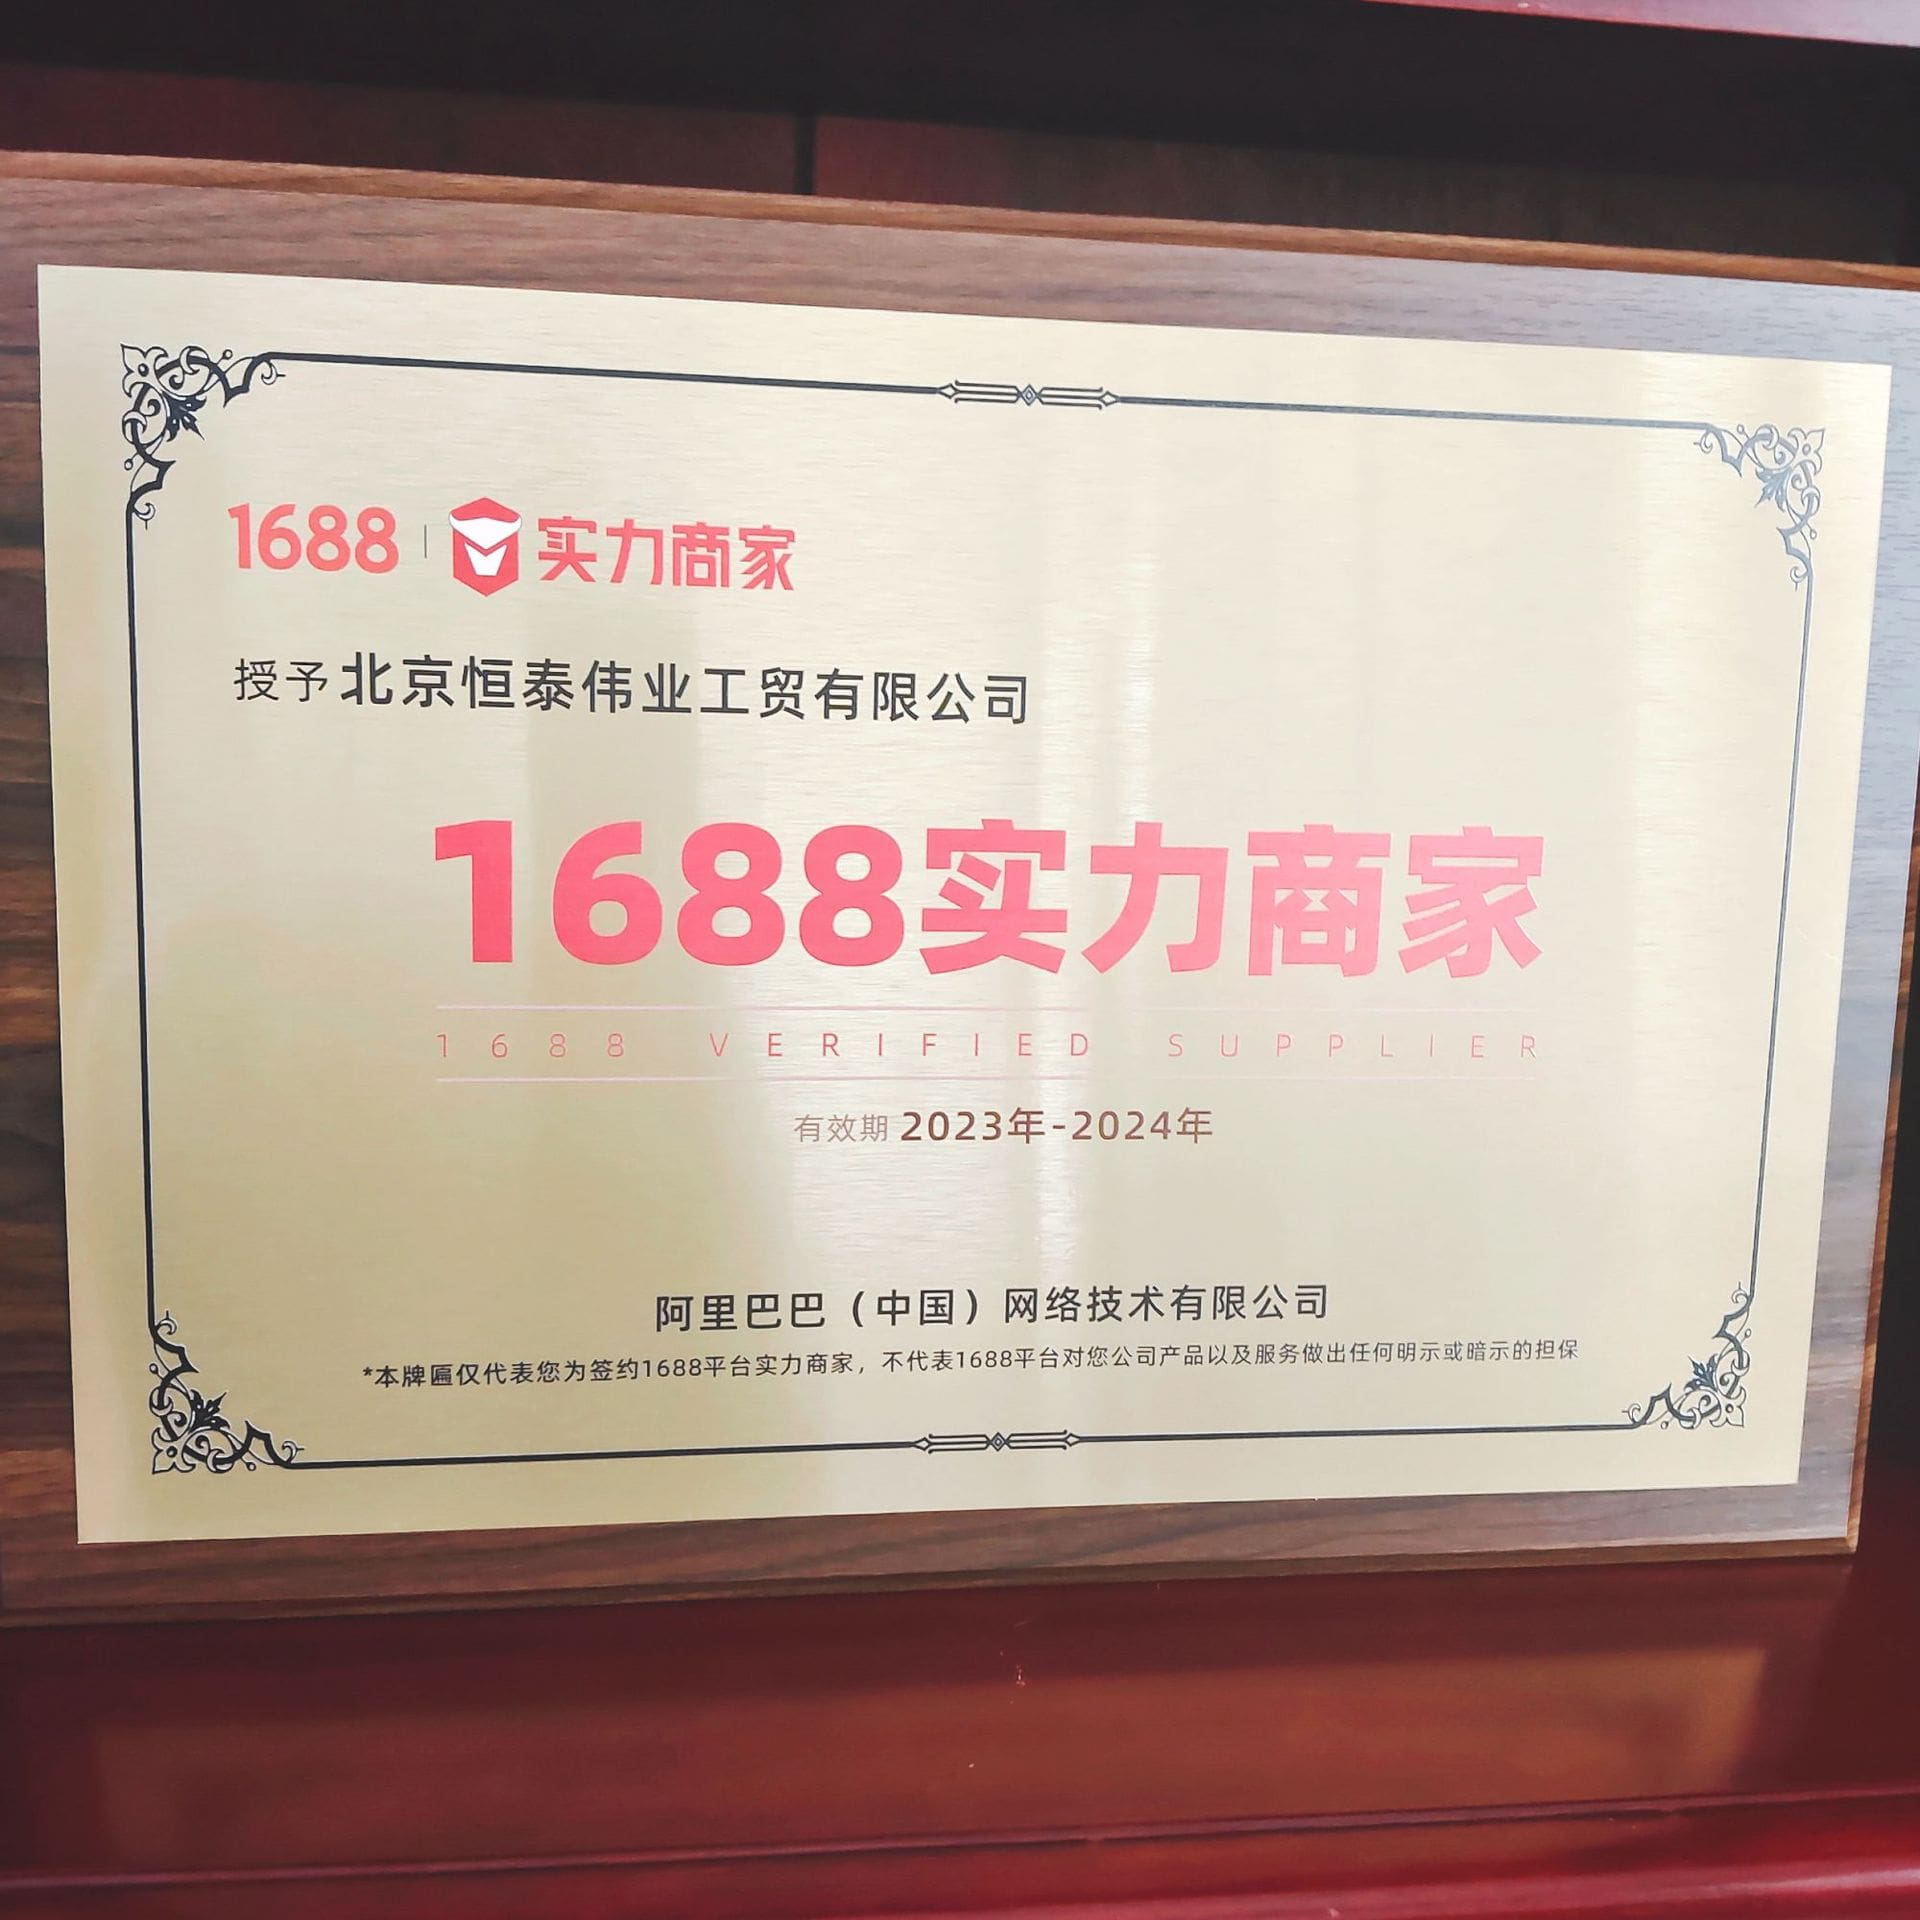 1688 | 实力商家
授予 北京恒泰伟业工贸有限公司
1688实力商家
1688 VERIFIED SUPPLIER
有效期 2023年-2024年
阿里巴巴（中国）网络技术有限公司
*本牌匾仅代表您为签约1688平台实力商家，不代表1688平台对您公司产品以及服务做出任何明示或暗示的担保